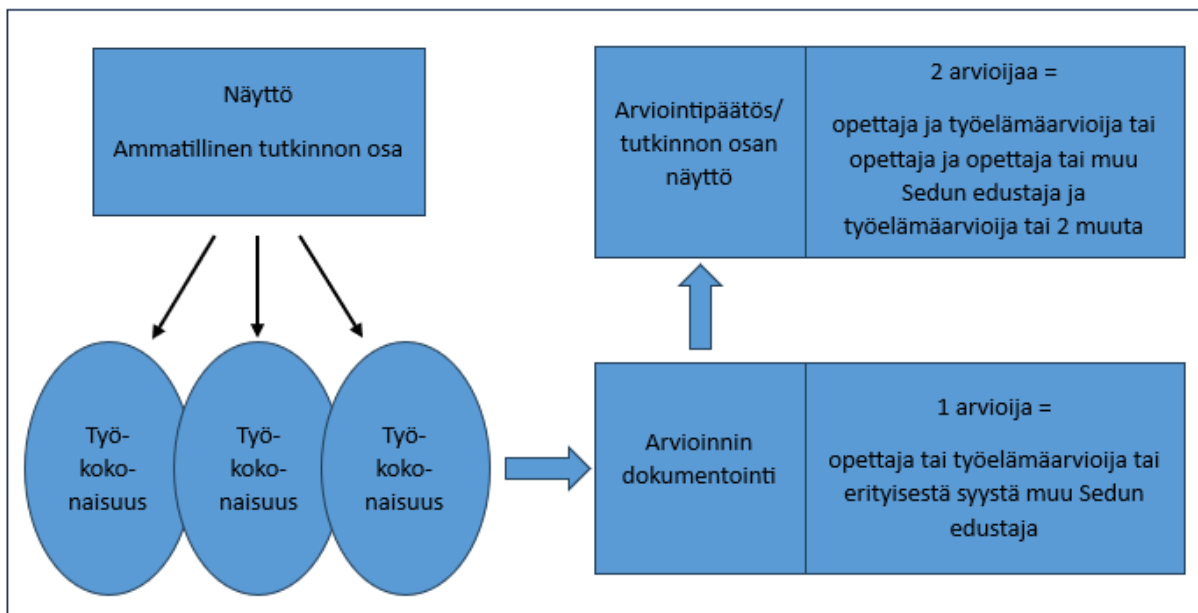 Näyttö
Ammatillinen tutkinnon osa
Työ-
koko-
naisuus
Työ-
koko-
naisuus
Työ-
koko-
naisuus
Arviointipäätös/
tutkinnon osan
näyttö
2 arvioijaa =
opettaja ja työelämäarvioija tai
opettaja ja opettaja tai muu
Sedun edustaja ja
työelämäarvioija tai 2 muuta
Arvioinnin
dokumentointi
1 arvioija =
opettaja tai työelämäarvioija tai
erityisestä syystä muu Sedun
edustaja